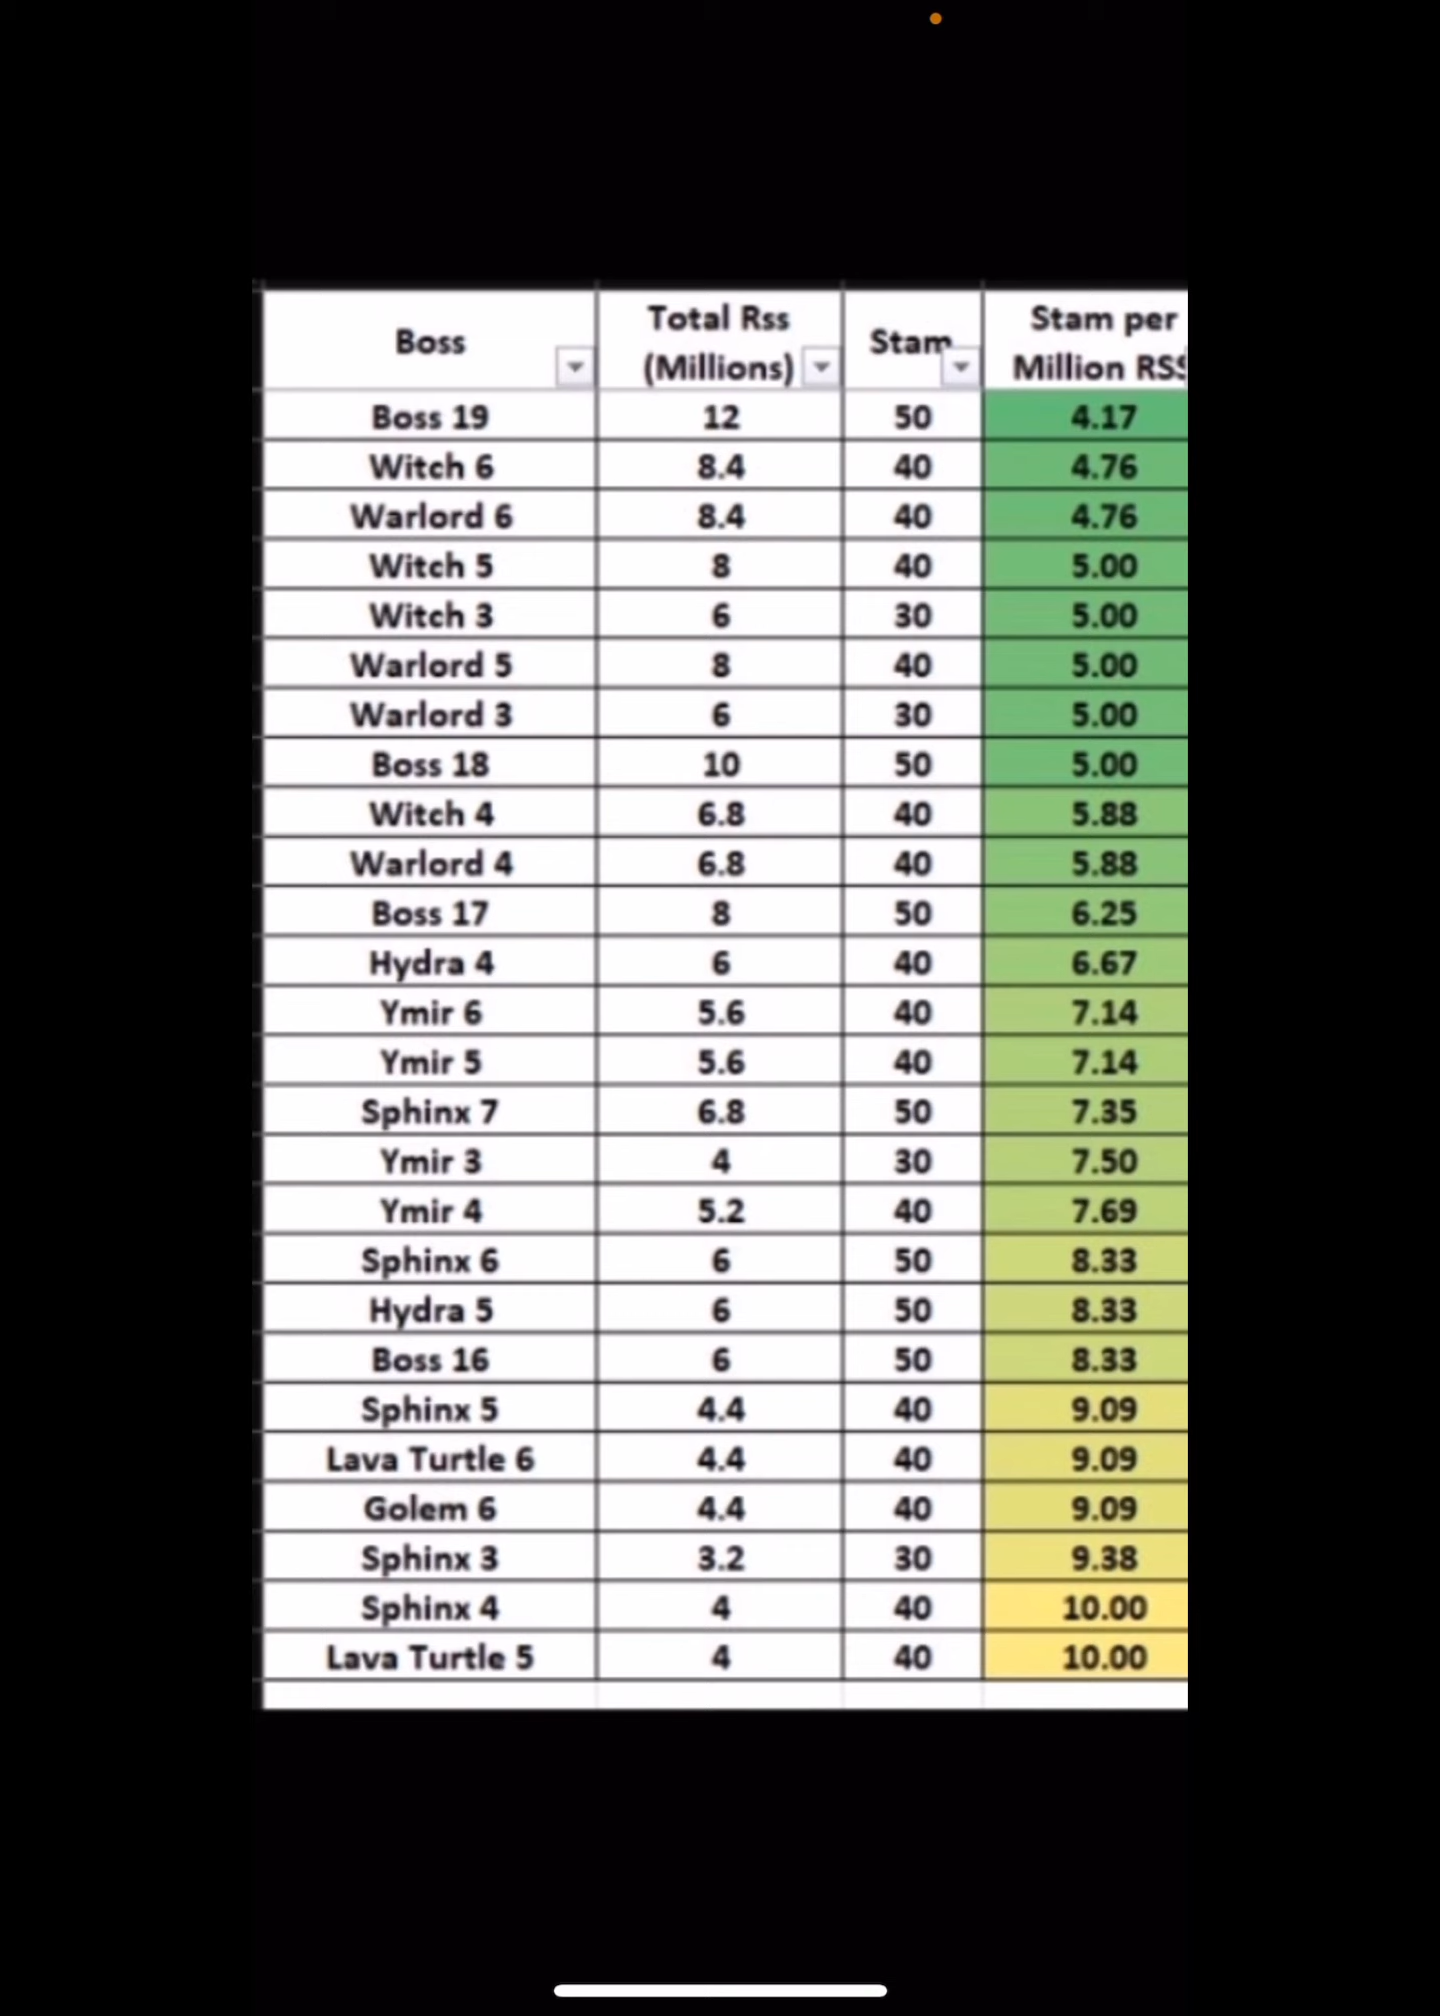 Boss Total Rss (Millions) Stam Stam per Million RSS
Boss 19 12 50 4.17
Witch 6 8.4 40 4.76
Warlord 6 8.4 40 4.76
Witch 5 8 40 5.00
Witch 3 6 30 5.00
Warlord 5 8 40 5.00
Warlord 3 6 30 5.00
Boss 18 10 50 5.00
Witch 4 6.8 40 5.88
Warlord 4 6.8 40 5.88
Boss 17 8 50 6.25
Hydra 4 6 40 6.67
Ymir 6 5.6 40 7.14
Ymir 5 5.6 40 7.14
Sphinx 7 6.8 50 7.35
Ymir 3 4 30 7.50
Ymir 4 5.2 40 7.69
Sphinx 6 6 50 8.33
Hydra 5 6 50 8.33
Boss 16 6 50 8.33
Sphinx 5 4.4 40 9.09
Lava Turtle 6 4.4 40 9.09
Golem 6 4.4 40 9.09
Sphinx 3 3.2 30 9.38
Sphinx 4 4 40 10.00
Lava Turtle 5 4 40 10.00